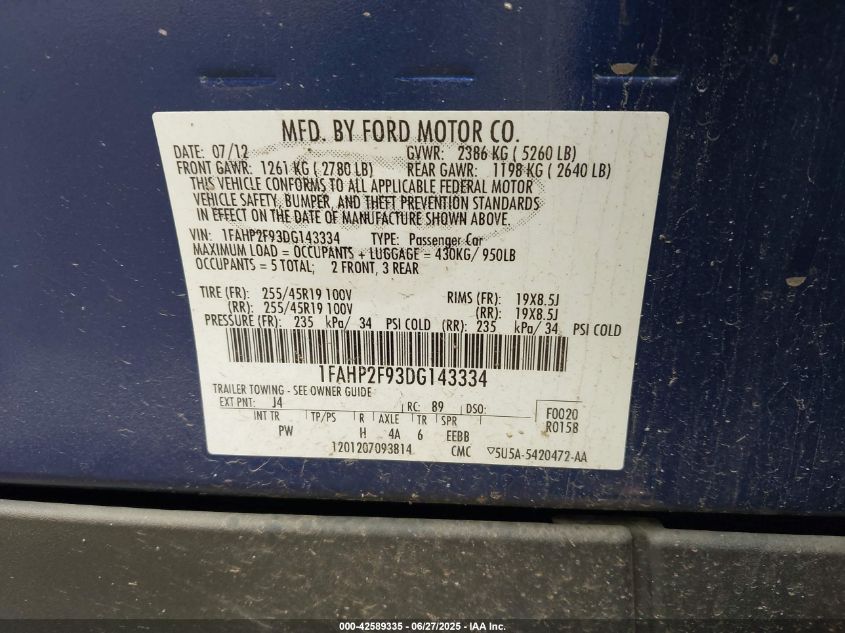 MFD. BY FORD MOTOR CO.
DATE: 07/12 GVWR: 2386 KG ( 5260 LB)
FRONT GAWR: 1261 KG ( 2780 LB) REAR GAWR: 1198 KG ( 2640 LB)
THIS VEHICLE CONFORMS TO ALL APPLICABLE FEDERAL MOTOR
VEHICLE SAFETY, BUMPER, AND THEFT PREVENTION STANDARDS
IN EFFECT ON THE DATE OF MANUFACTURE SHOWN ABOVE.
VIN: 1FAHP2F93DG143334 TYPE: Passenger Car
MAXIMUM LOAD = OCCUPANTS + LUGGAGE = 430KG/ 950LB
OCCUPANTS = 5 TOTAL; 2 FRONT, 3 REAR
TIRE (FR): 255/45R19 100V RIMS (FR): 19X8.5J
(RR): 255/45R19 100V (RR): 19X8.5J
PRESSURE (FR): 235 kPa/ 34 PSI COLD (RR): 235 kPa/ 34 PSI COLD
1FAHP2F93DG143334
TRAILER TOWING - SEE OWNER GUIDE
EXT PNT: J4 RC: 89 DSO: F0020
INT TR TP/PS R AXLE TR SPR R0158
PW H 4A 6 EEBB
1201207093814 CMC ▽5U5A-5420472-AA
000-42589335 - 06/27/2025 - IAA Inc.